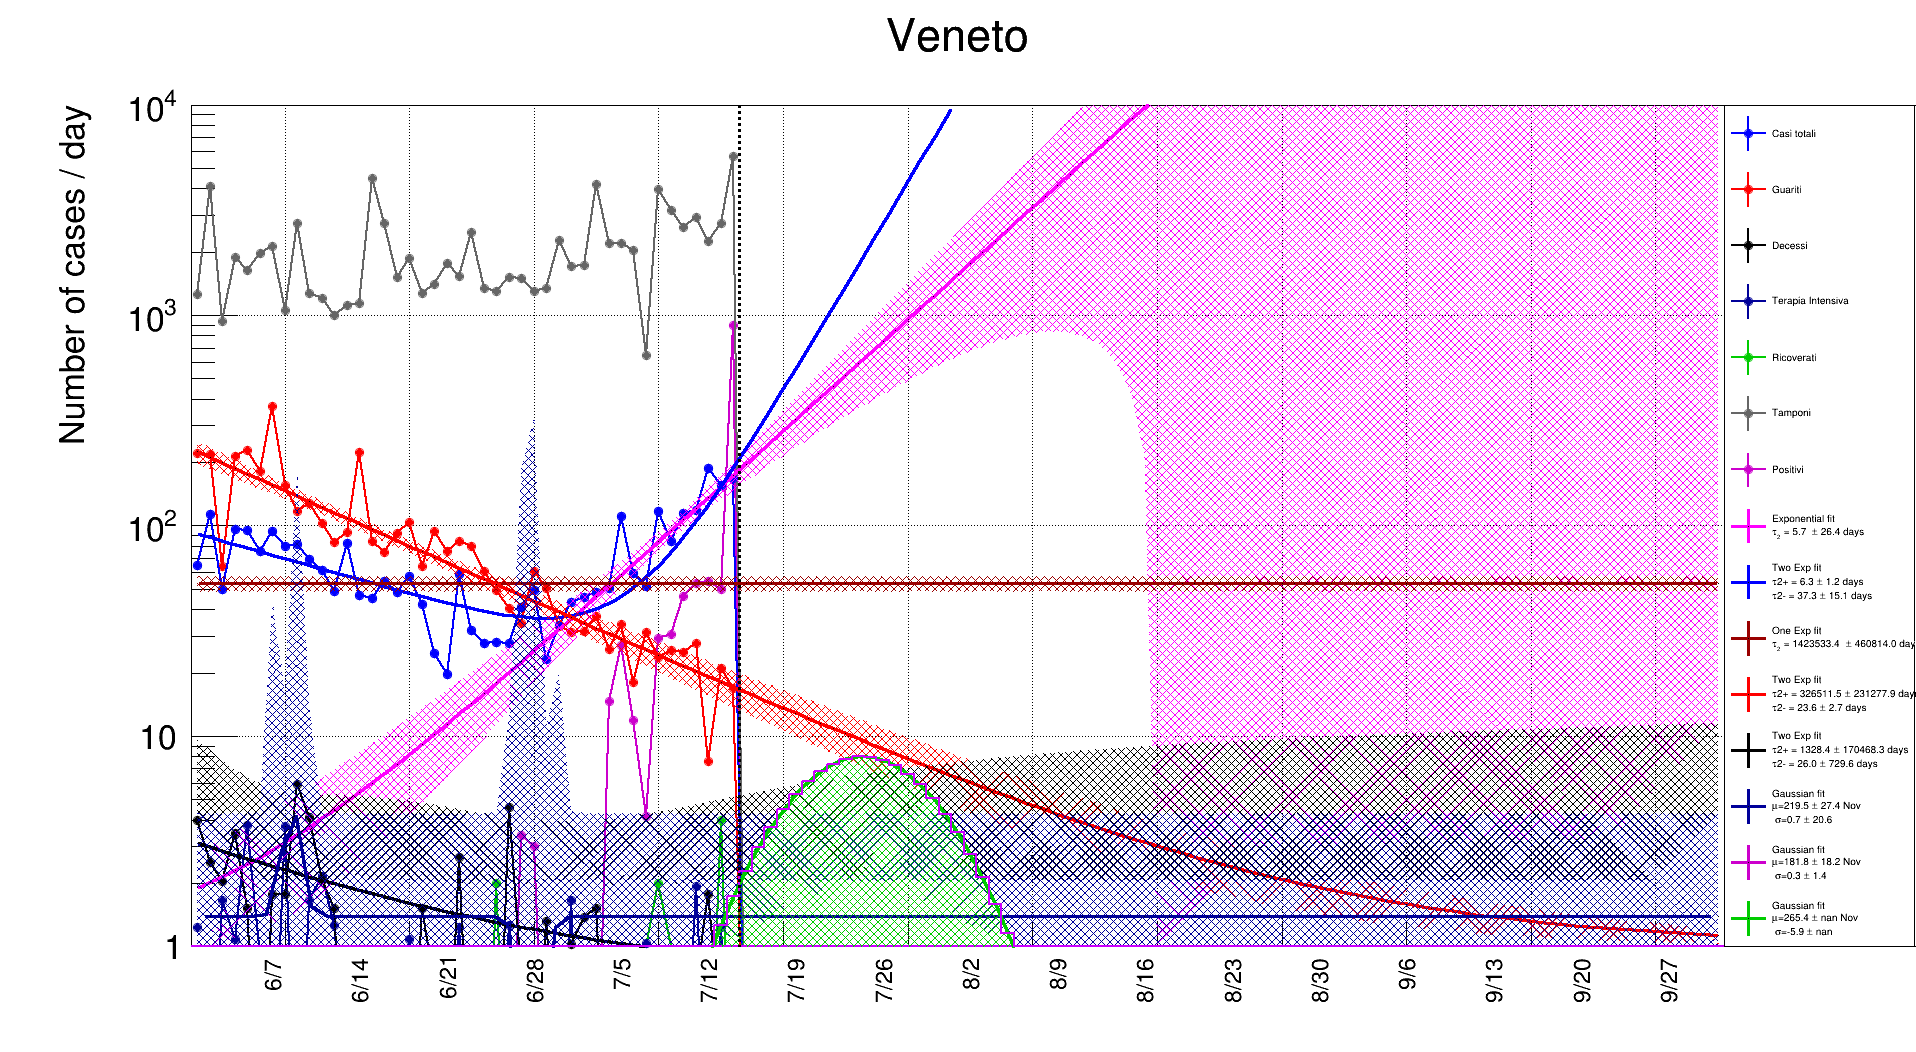 Veneto
Number of cases / day
10^4
10^3
10^2
10
1
6/7
6/14
6/21
6/28
7/5
7/12
7/19
7/26
8/2
8/9
8/16
8/23
8/30
9/6
9/13
9/20
9/27
Casi totali
Guariti
Decessi
Terapia Intensiva
Ricoverati
Tamponi
Positivi
Exponential fit
τ₂ = 5.7 ± 26.4 days
Two Exp fit
τ2+ = 6.3 ± 1.2 days
τ2- = 37.3 ± 15.1 days
One Exp fit
τ₂ = 1423533.4 ± 460814.0 day
Two Exp fit
τ2+ = 326511.5 ± 231277.9 day
τ2- = 23.6 ± 2.7 days
Two Exp fit
τ2+ = 1328.4 ± 170468.3 days
τ2- = 26.0 ± 729.6 days
Gaussian fit
μ=219.5 ± 27.4 Nov
σ=0.7 ± 20.6
Gaussian fit
μ=181.8 ± 18.2 Nov
σ=0.3 ± 1.4
Gaussian fit
μ=265.4 ± nan Nov
σ=-5.9 ± nan